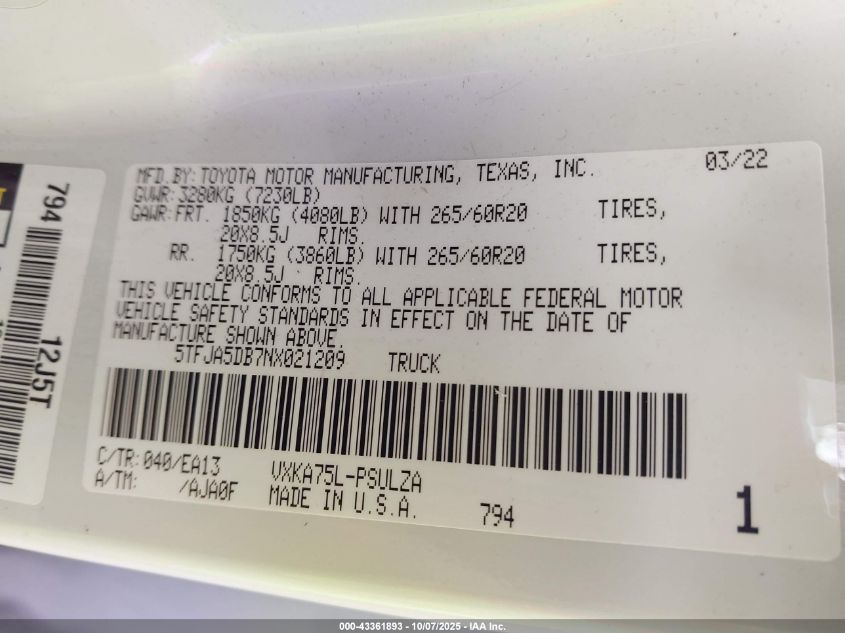 MFD.BY:TOYOTA MOTOR MANUFACTURING, TEXAS, INC. 03/22
GVWR:3280KG (7230LB)
GAWR:FRT. 1850KG (4080LB) WITH 265/60R20 TIRES,
20X8.5J RIMS.
RR. 1750KG (3860LB) WITH 265/60R20 TIRES,
20X8.5J RIMS.
THIS VEHICLE CONFORMS TO ALL APPLICABLE FEDERAL MOTOR
VEHICLE SAFETY STANDARDS IN EFFECT ON THE DATE OF
MANUFACTURE SHOWN ABOVE.
5TFJA5DB7NX021209 TRUCK
C/TR:040/EA13 VXKA75L-PSULZA
A/TM: /AJA0F MADE IN U.S.A. 794 1
794 12J5T
000-43361893 - 10/07/2025 - IAA Inc.